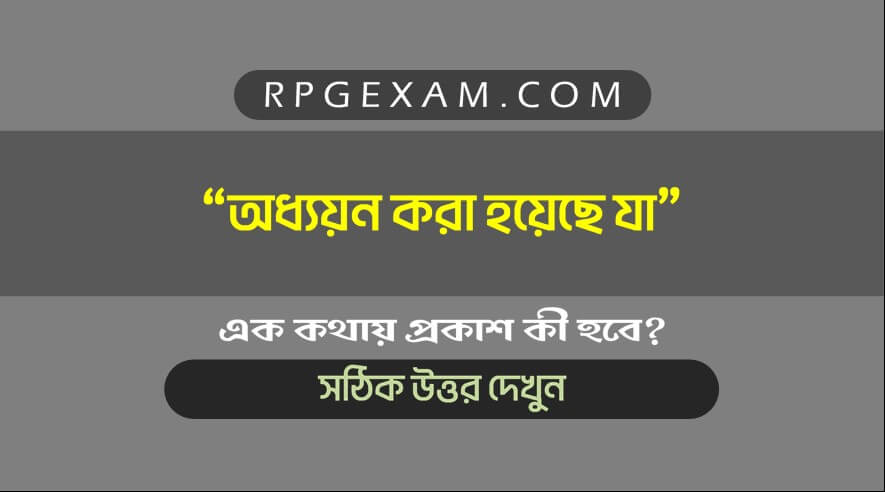 RPGEXAM.COM
“অধ্যয়ন করা হয়েছে যা”
এক কথায় প্রকাশ কী হবে?
সঠিক উত্তর দেখুন